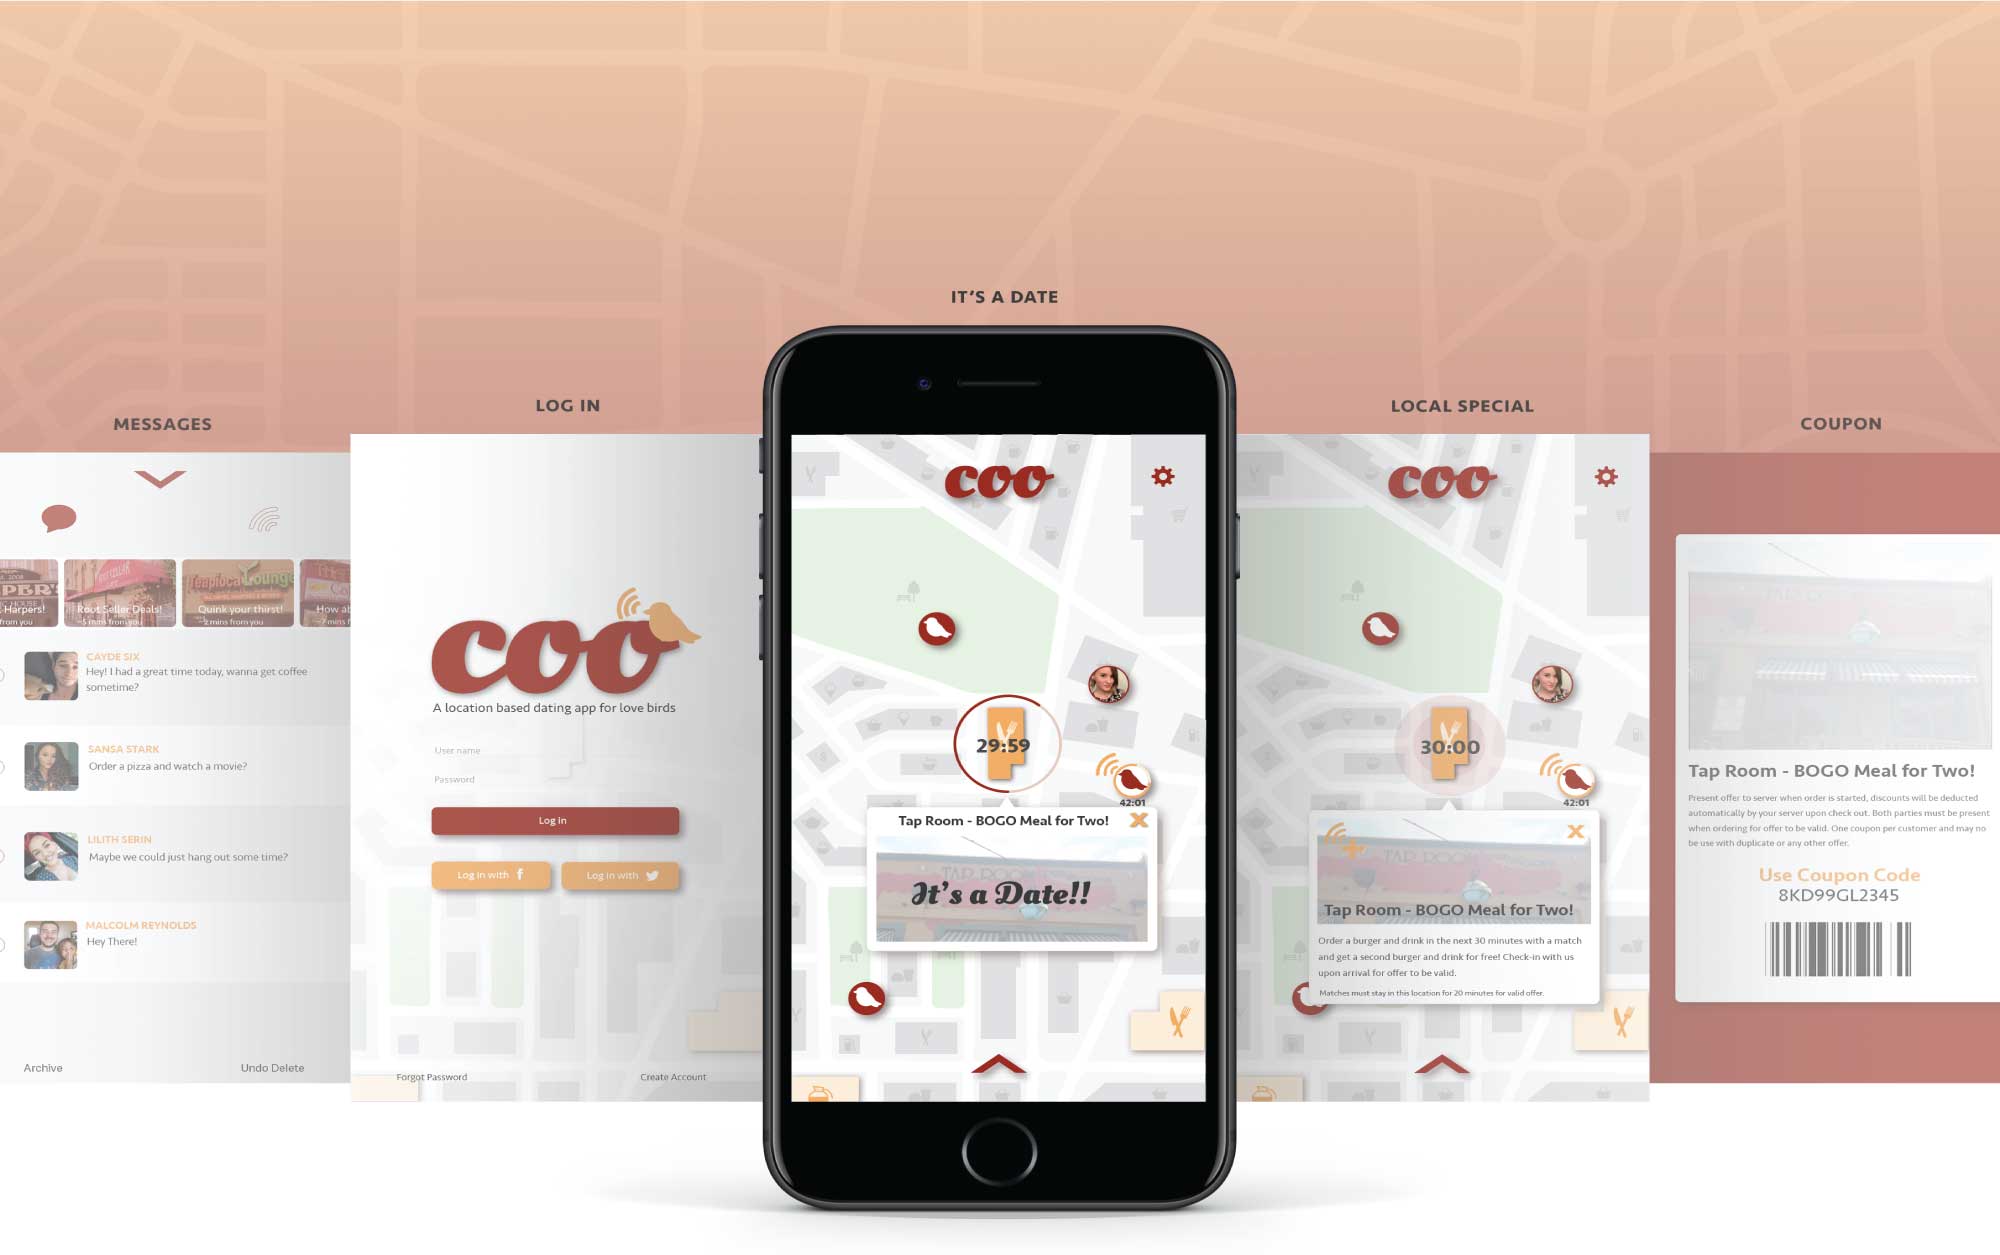 IT'S A DATE
MESSAGES
LOG IN
LOCAL SPECIAL
COUPON
Harpers!
from you
Root Seller Deals!
~5 mins from you
Teapioca Lounge
Quink your thirst!
~2 mins from you
How ab
~7 mins f
CAYDE SIX
Hey! I had a great time today, wanna get coffee
sometime?
SANSA STARK
Order a pizza and watch a movie?
LILITH SERIN
Maybe we could just hang out some time?
MALCOLM REYNOLDS
Hey There!
Archive
Undo Delete
coo
A location based dating app for love birds
User name
Password
Log In
Log in with f
Log in with
Forgot Password
Create Account
coo
29:59
42:01
Tap Room - BOGO Meal for Two!
TAP ROOM
It's a Date!!
coo
30:00
42:01
TAP ROOM
Tap Room - BOGO Meal for Two!
Order a burger and drink in the next 30 minutes with a match
and get a second burger and drink for free! Check-in with us
upon arrival for offer to be valid.
Matches must stay in this location for 20 minutes for valid offer.
Tap Room - BOGO Meal for Two!
Present offer to server when order is started, discounts will be deducted
automatically by your server upon check out. Both parties must be present
when ordering for offer to be valid. One coupon per customer and may no
be use with duplicate or any other offer.
Use Coupon Code
8KD99GL2345